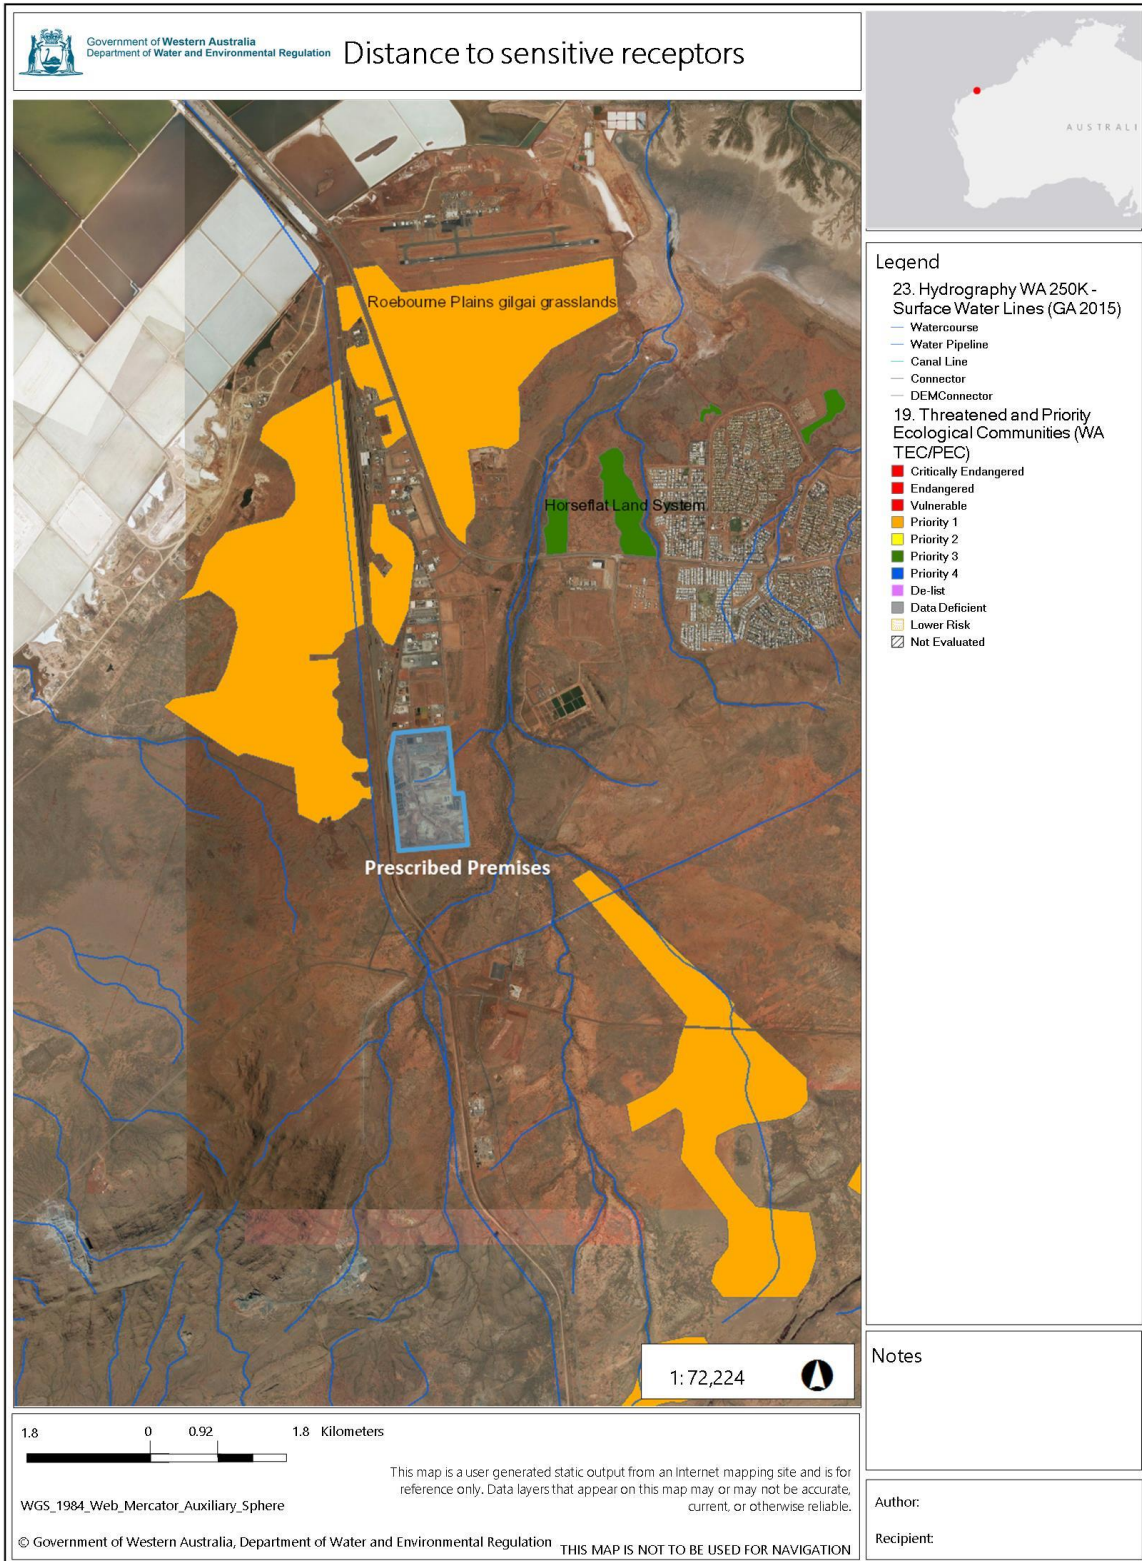 Government of Western Australia
Department of Water and Environmental Regulation
Distance to sensitive receptors
AUSTRALI
Roebourne Plains gilgai grasslands
Horseflat Land System
Prescribed Premises
1: 72,224
Legend
23. Hydrography WA 250K -
Surface Water Lines (GA 2015)
Watercourse
Water Pipeline
Canal Line
Connector
DEMConnector
19. Threatened and Priority
Ecological Communities (WA
TEC/PEC)
Critically Endangered
Endangered
Vulnerable
Priority 1
Priority 2
Priority 3
Priority 4
De-list
Data Deficient
Lower Risk
Not Evaluated
Notes
1.8 0 0.92 1.8 Kilometers
This map is a user generated static output from an Internet mapping site and is for
reference only. Data layers that appear on this map may or may not be accurate,
current, or otherwise reliable.
WGS_1984_Web_Mercator_Auxiliary_Sphere
© Government of Western Australia, Department of Water and Environmental Regulation
THIS MAP IS NOT TO BE USED FOR NAVIGATION
Author:
Recipient: